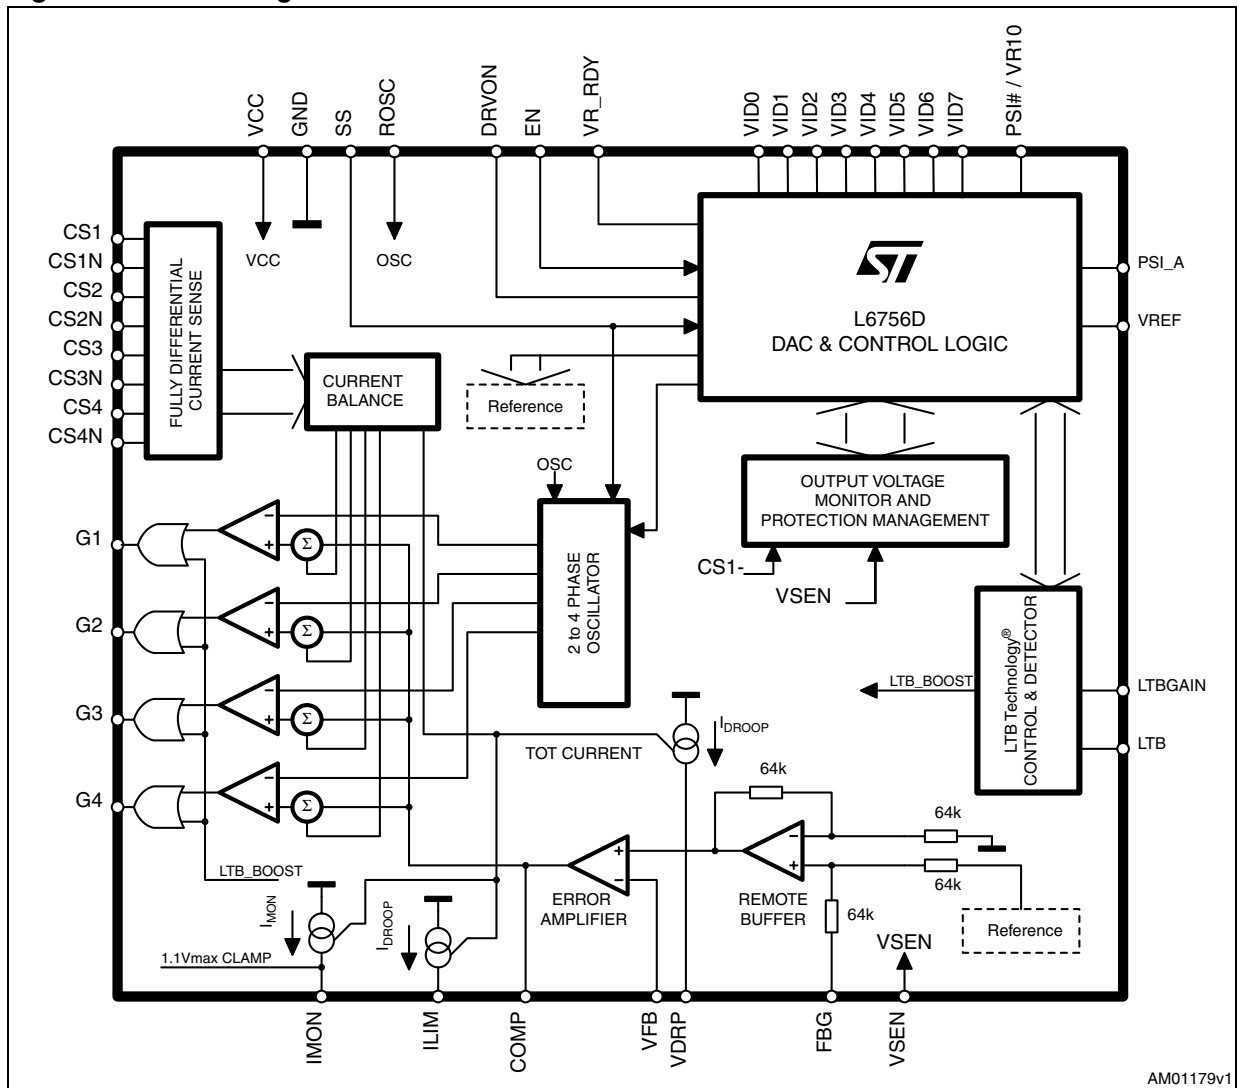 VCC
GND
SS
ROSC
DRVON
EN
VR_RDY
VID0
VID1
VID2
VID3
VID4
VID5
VID6
VID7
PSI# / VR10
CS1
CS1N
CS2
CS2N
CS3
CS3N
CS4
CS4N
FULLY DIFFERENTIAL
CURRENT SENSE
VCC
OSC
CURRENT
BALANCE
Reference
ST
L6756D
DAC & CONTROL LOGIC
PSI_A
VREF
OSC
2 to 4 PHASE
OSCILLATOR
OUTPUT VOLTAGE
MONITOR AND
PROTECTION MANAGEMENT
CS1-
VSEN
G1
G2
G3
G4
- + Σ
- + Σ
- + Σ
- + Σ
LTB_BOOST
LTB Technology®
CONTROL & DETECTOR
LTBGAIN
LTB
TOT CURRENT
IDROOP
64k
64k
64k
64k
+ -
- +
ERROR
AMPLIFIER
REMOTE
BUFFER
Reference
VSEN
LTB_BOOST
IMON
IDROOP
1.1Vmax CLAMP
IMON
ILIM
COMP
VFB
VDRP
FBG
VSEN
AM01179v1